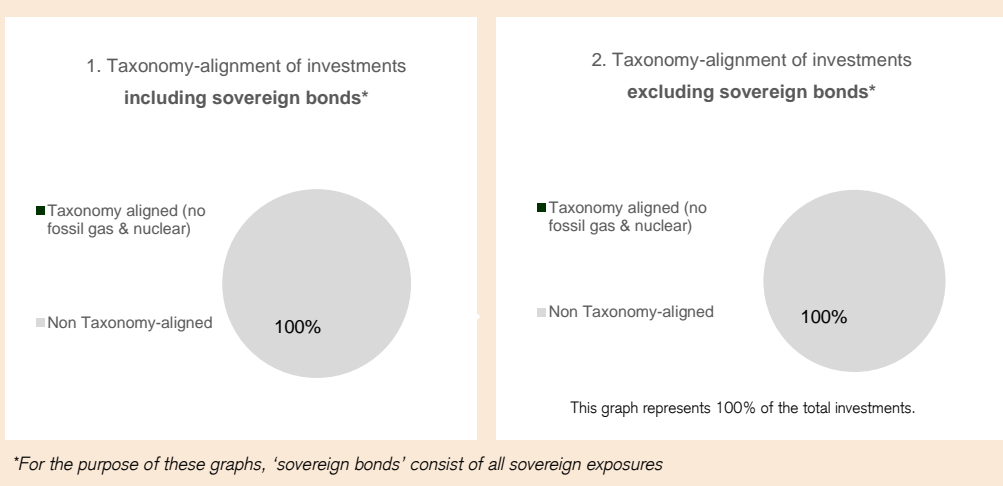 1. Taxonomy-alignment of investments
including sovereign bonds*
Taxonomy aligned (no
fossil gas & nuclear)
Non Taxonomy-aligned
100%
2. Taxonomy-alignment of investments
excluding sovereign bonds*
Taxonomy aligned (no
fossil gas & nuclear)
Non Taxonomy-aligned
100%
This graph represents 100% of the total investments.
*For the purpose of these graphs, ‘sovereign bonds’ consist of all sovereign exposures